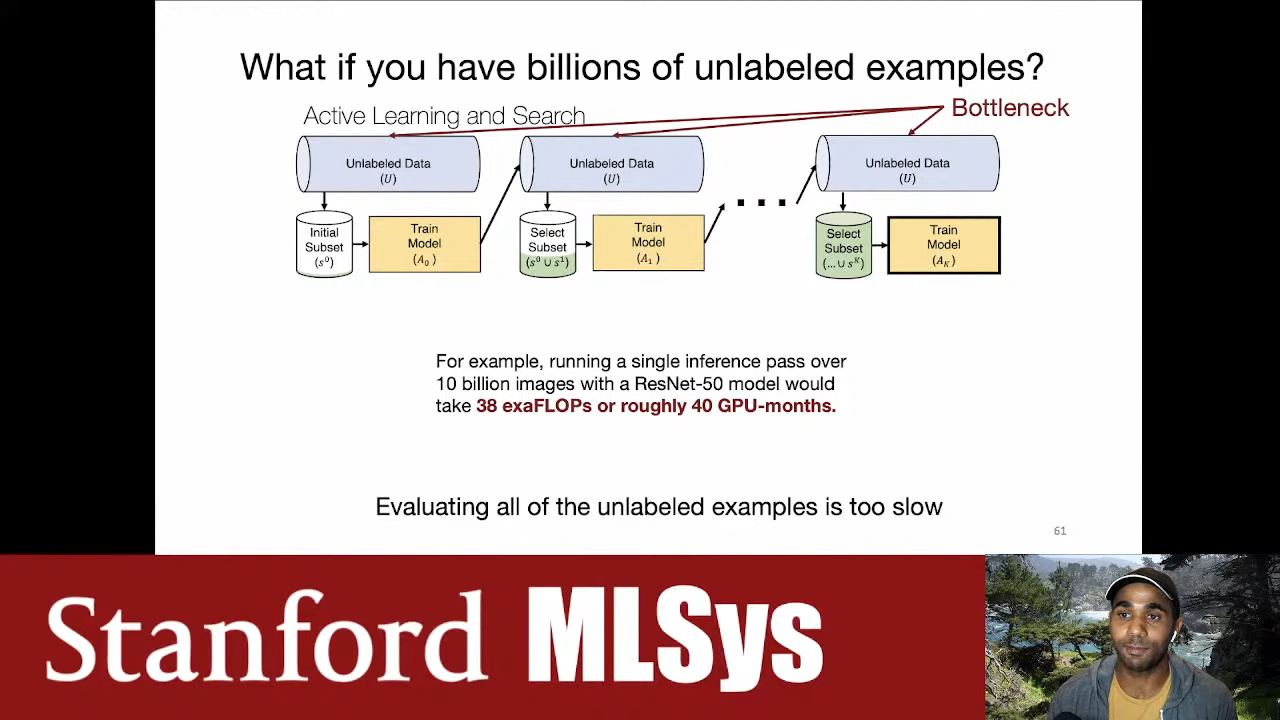 What if you have billions of unlabeled examples?
Active Learning and Search
Bottleneck
Unlabeled Data
(U)
Unlabeled Data
(U)
Unlabeled Data
(U)
Initial
Subset
(s⁰)
Train
Model
(A₀)
Select
Subset
(s⁰ ∪ s¹)
Train
Model
(A₁)
...
Select
Subset
(... ∪ sᴷ)
Train
Model
(Aₖ)
For example, running a single inference pass over
10 billion images with a ResNet-50 model would
take 38 exaFLOPs or roughly 40 GPU-months.
Evaluating all of the unlabeled examples is too slow
61
Stanford MLSys